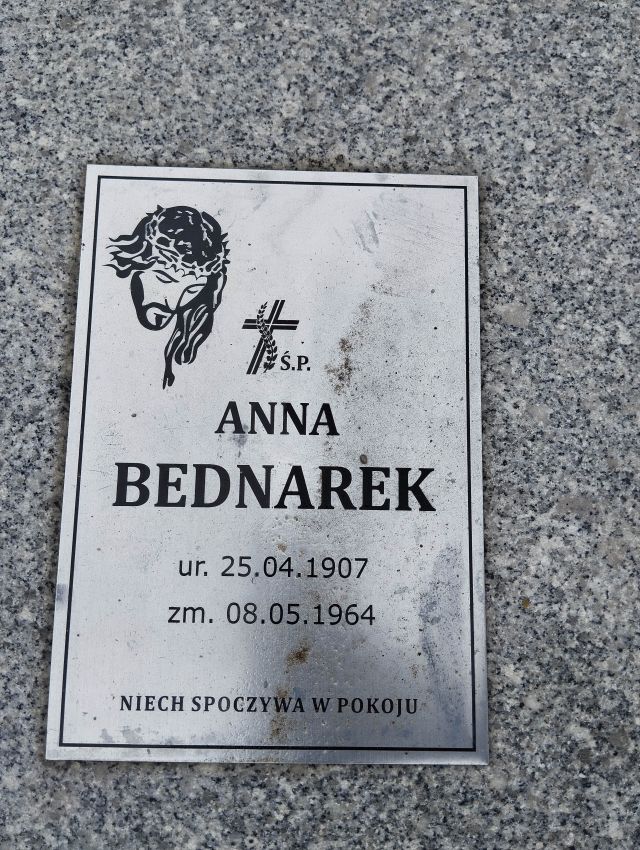 Ś.P.
ANNA
BEDNAREK
ur. 25.04.1907
zm. 08.05.1964
NIECH SPOCZYWA W POKOJU